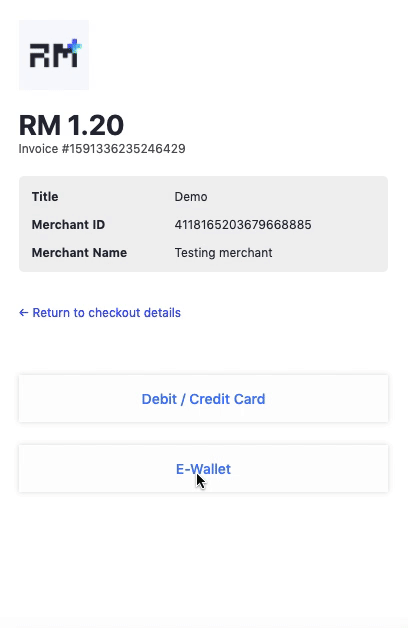 RM
RM 1.20
Invoice #1591336235246429
Title Demo
Merchant ID 4118165203679668885
Merchant Name Testing merchant
← Return to checkout details
Debit / Credit Card
E-Wallet